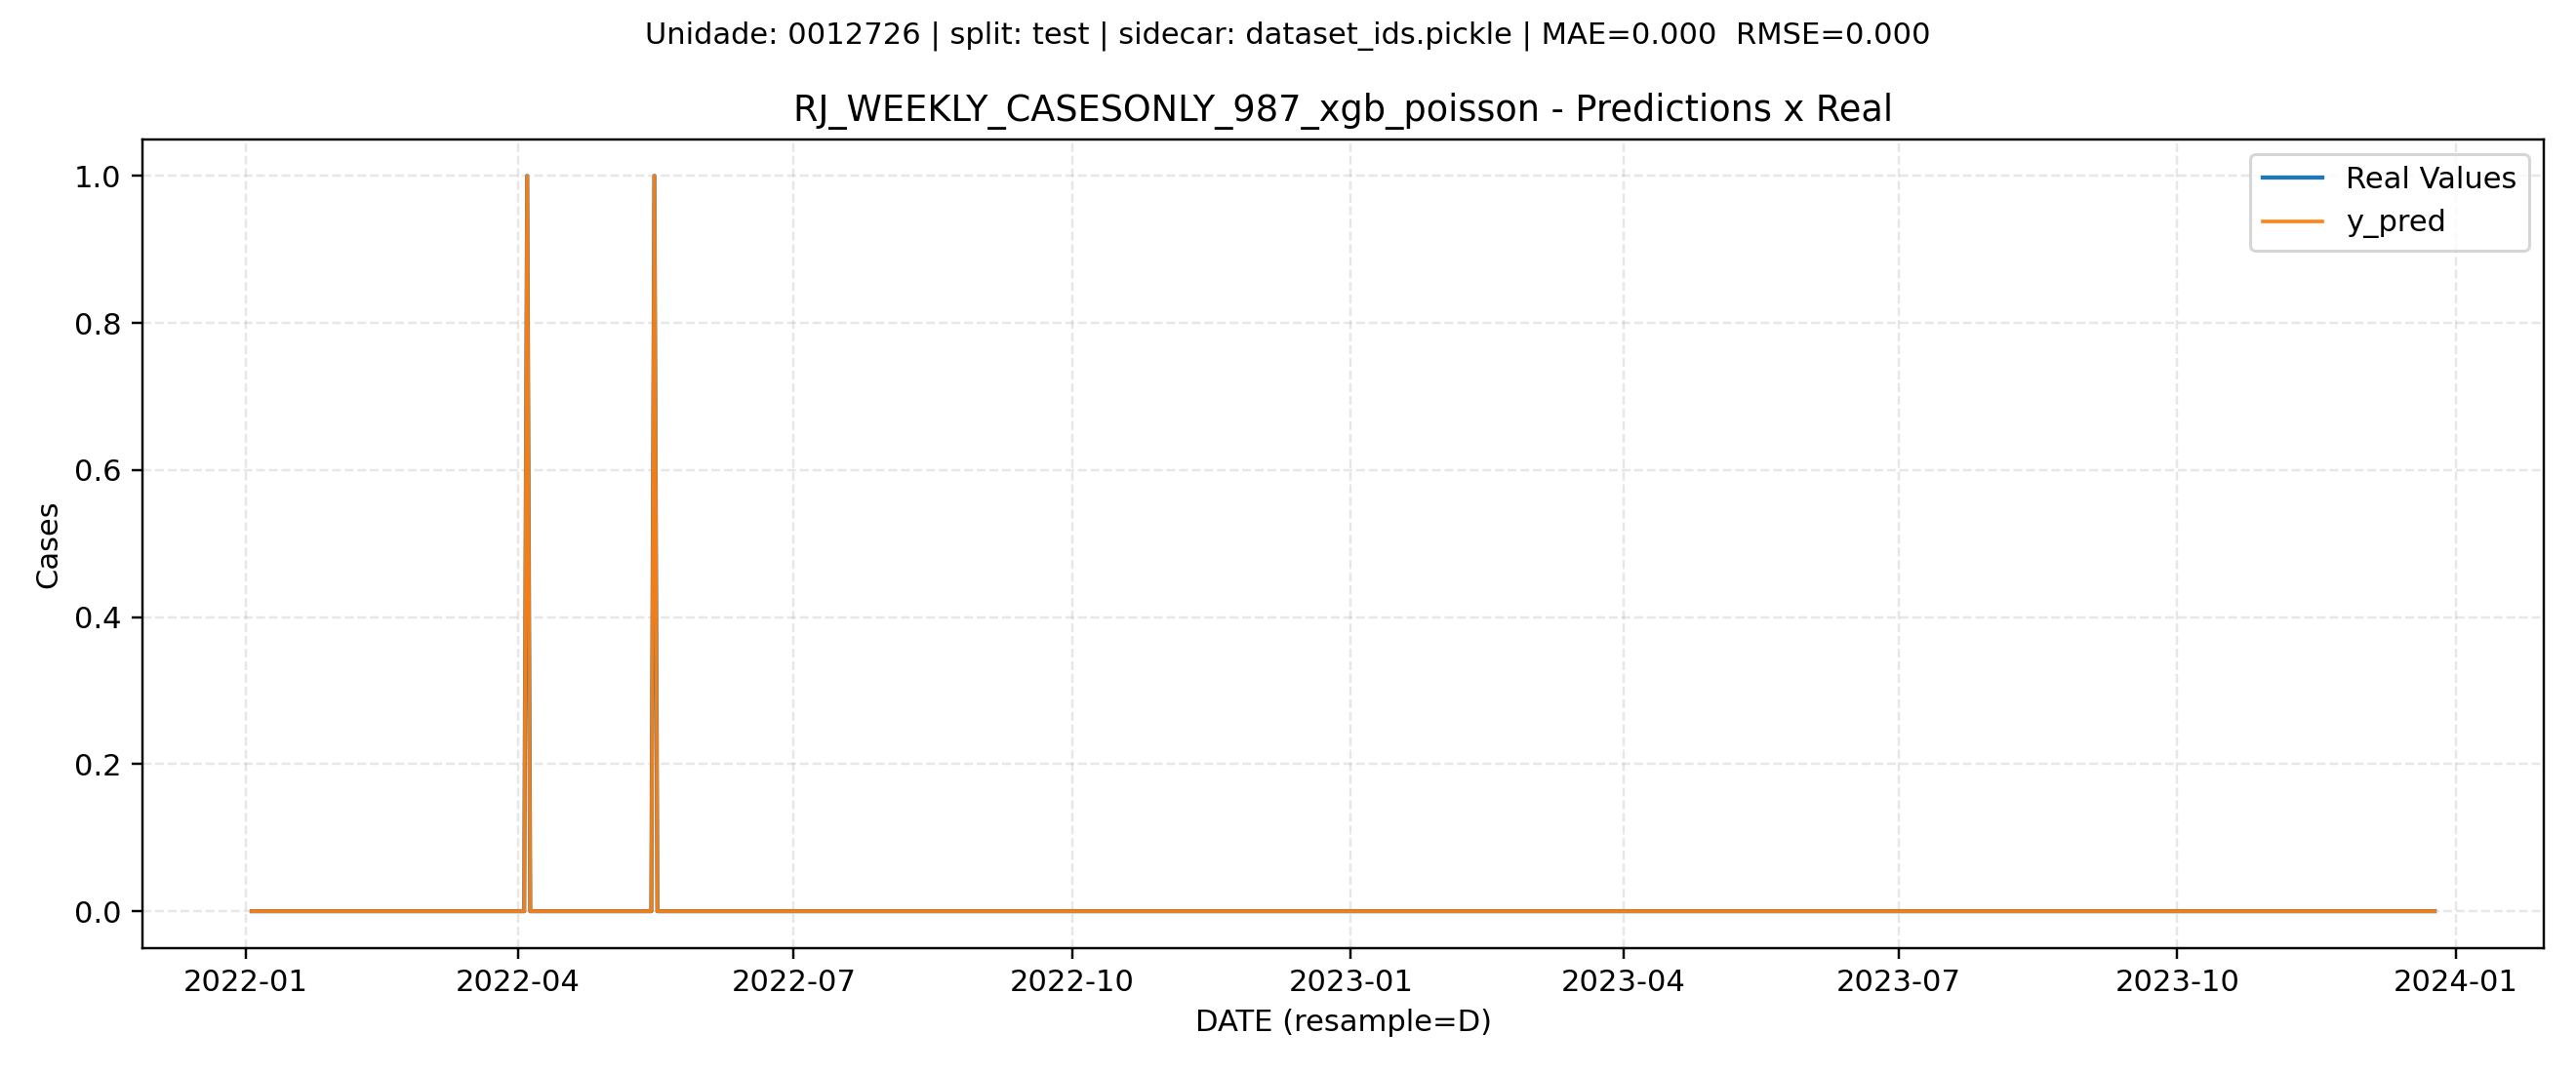 Unidade: 0012726 | split: test | sidecar: dataset_ids.pickle | MAE=0.000  RMSE=0.000
RJ_WEEKLY_CASESONLY_987_xgb_poisson - Predictions x Real
Real Values
y_pred
Cases
1.0
0.8
0.6
0.4
0.2
0.0
2022-01 2022-04 2022-07 2022-10 2023-01 2023-04 2023-07 2023-10 2024-01
DATE (resample=D)